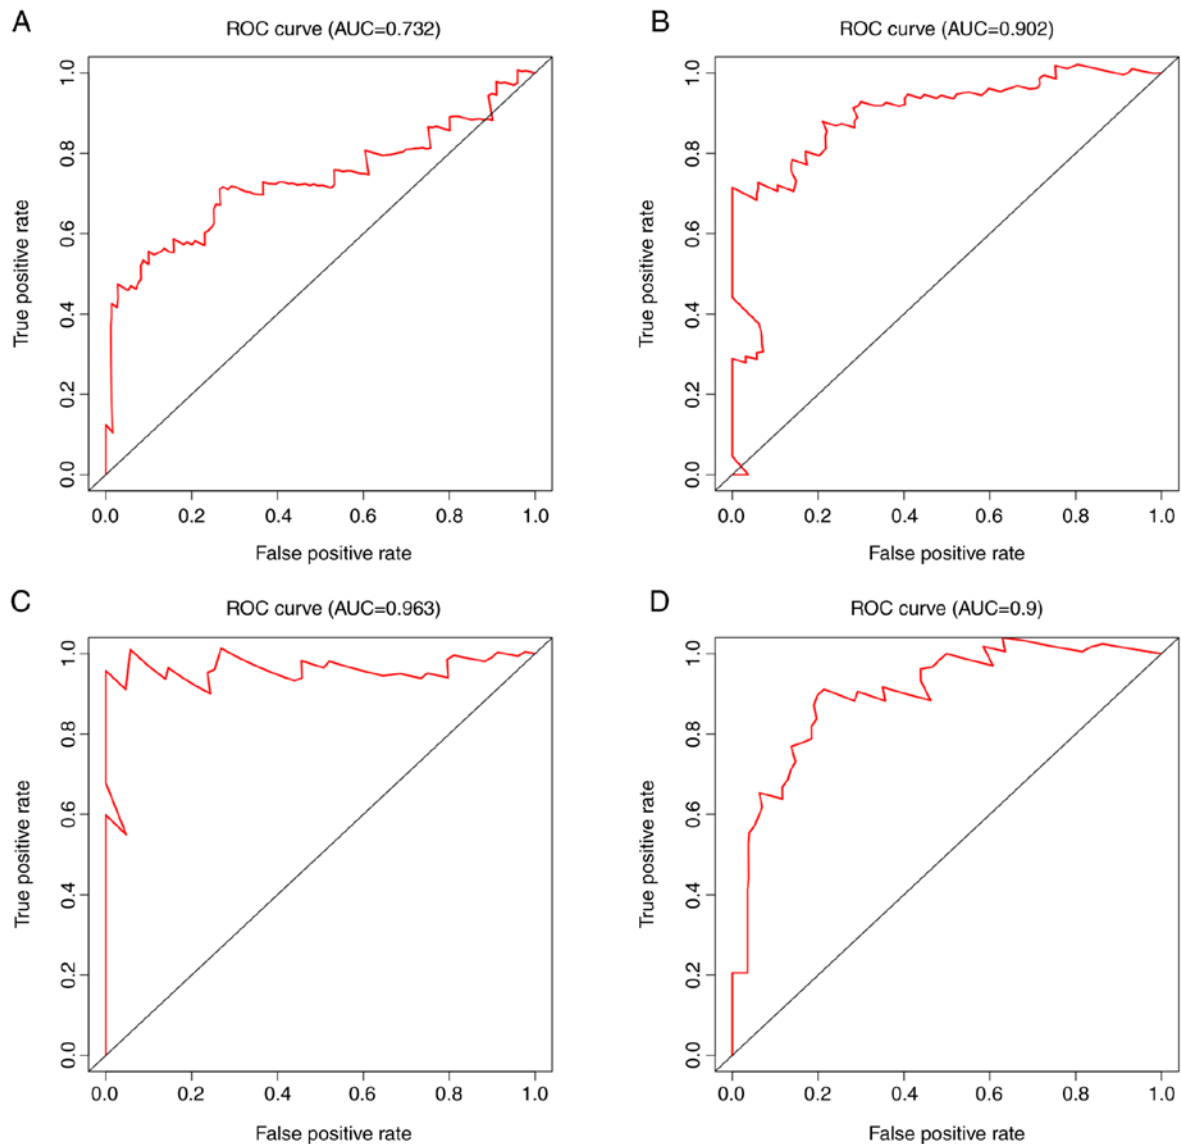 A
ROC curve (AUC=0.732)
True positive rate
1.0
0.8
0.6
0.4
0.2
0.0
0.0 0.2 0.4 0.6 0.8 1.0
False positive rate
B
ROC curve (AUC=0.902)
True positive rate
1.0
0.8
0.6
0.4
0.2
0.0
0.0 0.2 0.4 0.6 0.8 1.0
False positive rate
C
ROC curve (AUC=0.963)
True positive rate
1.0
0.8
0.6
0.4
0.2
0.0
0.0 0.2 0.4 0.6 0.8 1.0
False positive rate
D
ROC curve (AUC=0.9)
True positive rate
1.0
0.8
0.6
0.4
0.2
0.0
0.0 0.2 0.4 0.6 0.8 1.0
False positive rate